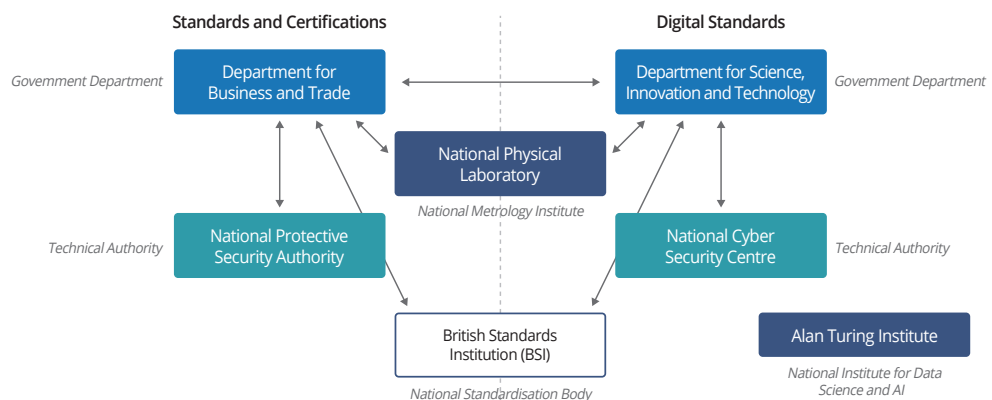 Standards and Certifications
Digital Standards
Government Department
Department for
Business and Trade
Department for Science,
Innovation and Technology
Government Department
National Physical
Laboratory
National Metrology Institute
Technical Authority
National Protective
Security Authority
National Cyber
Security Centre
Technical Authority
British Standards
Institution (BSI)
National Standardisation Body
Alan Turing Institute
National Institute for Data
Science and AI